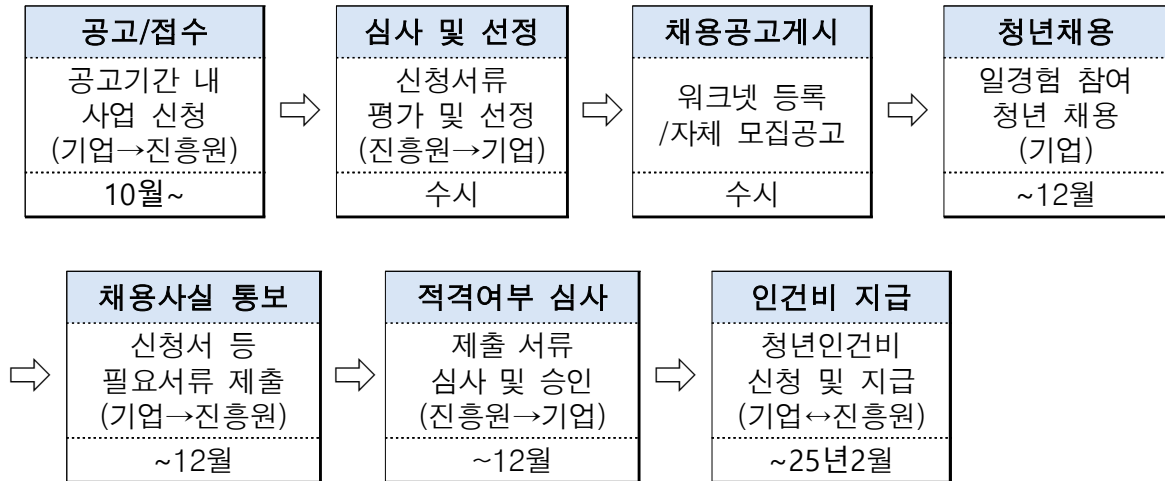 공고/접수
공고기간 내
사업 신청
(기업→진흥원)
10월~
심사 및 선정
신청서류
평가 및 선정
(진흥원→기업)
수시
채용공고게시
워크넷 등록
/자체 모집공고
수시
청년채용
일경험 참여
청년 채용
(기업)
~12월
채용사실 통보
신청서 등
필요서류 제출
(기업→진흥원)
~12월
적격여부 심사
제출 서류
심사 및 승인
(진흥원→기업)
~12월
인건비 지급
청년인건비
신청 및 지급
(기업↔진흥원)
~25년2월